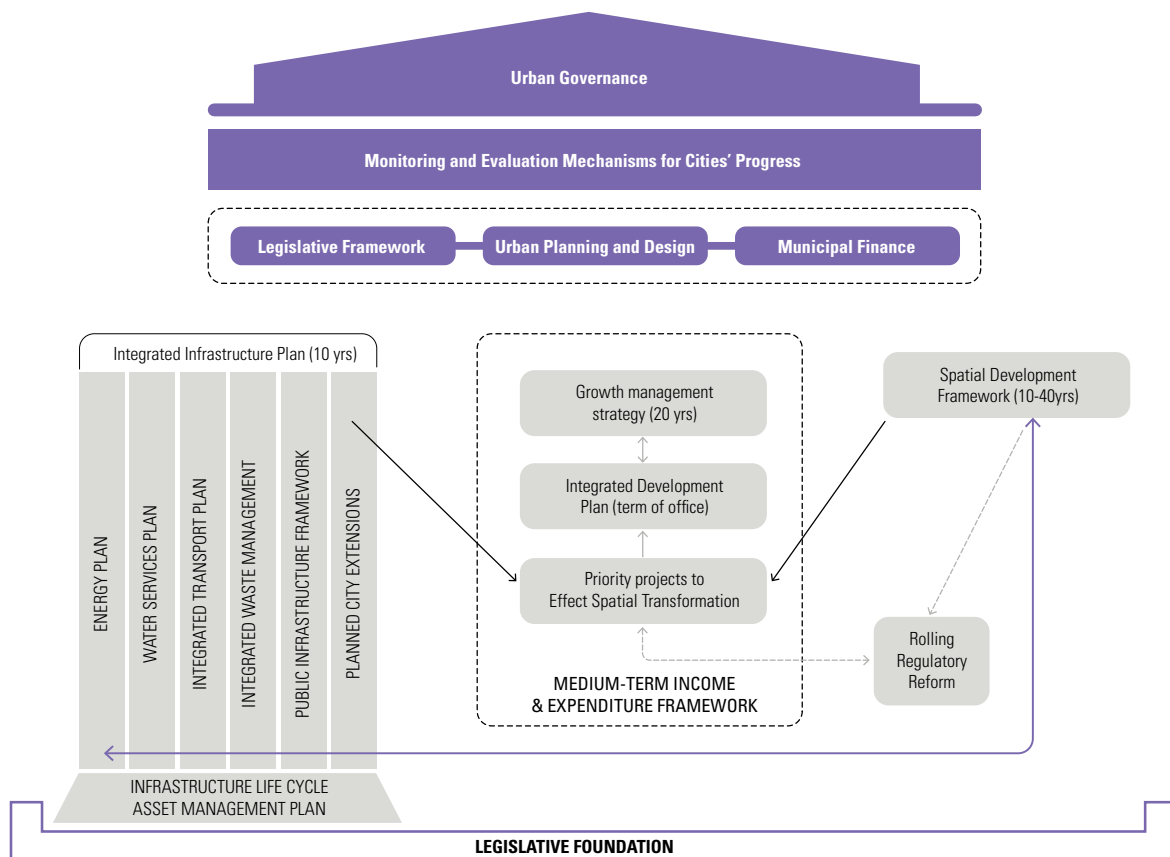 Urban Governance
Monitoring and Evaluation Mechanisms for Cities’ Progress
Legislative Framework
Urban Planning and Design
Municipal Finance
Integrated Infrastructure Plan (10 yrs)
ENERGY PLAN
WATER SERVICES PLAN
INTEGRATED TRANSPORT PLAN
INTEGRATED WASTE MANAGEMENT
PUBLIC INFRASTRUCTURE FRAMEWORK
PLANNED CITY EXTENSIONS
INFRASTRUCTURE LIFE CYCLE
ASSET MANAGEMENT PLAN
Growth management
strategy (20 yrs)
Integrated Development
Plan (term of office)
Priority projects to
Effect Spatial Transformation
MEDIUM-TERM INCOME
& EXPENDITURE FRAMEWORK
Spatial Development
Framework (10-40yrs)
Rolling
Regulatory
Reform
LEGISLATIVE FOUNDATION